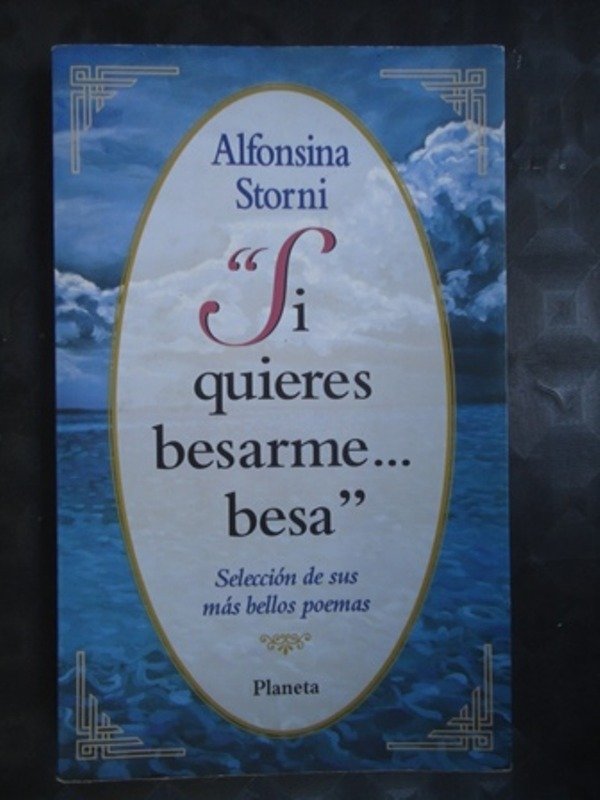 Alfonsina
Storni
“Si
quieres
besarme...
besa”
Selección de sus
más bellos poemas
Planeta